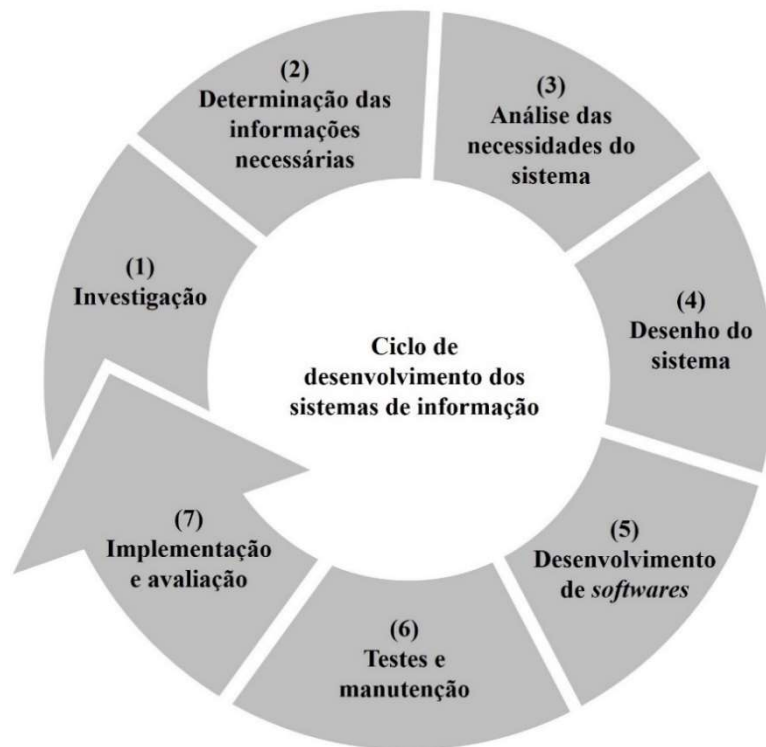 (1)
Investigação
(2)
Determinação das
informações
necessárias
(3)
Análise das
necessidades do
sistema
(4)
Desenho do
sistema
(5)
Desenvolvimento
de softwares
(6)
Testes e
manutenção
(7)
Implementação
e avaliação
Ciclo de
desenvolvimento dos
sistemas de informação